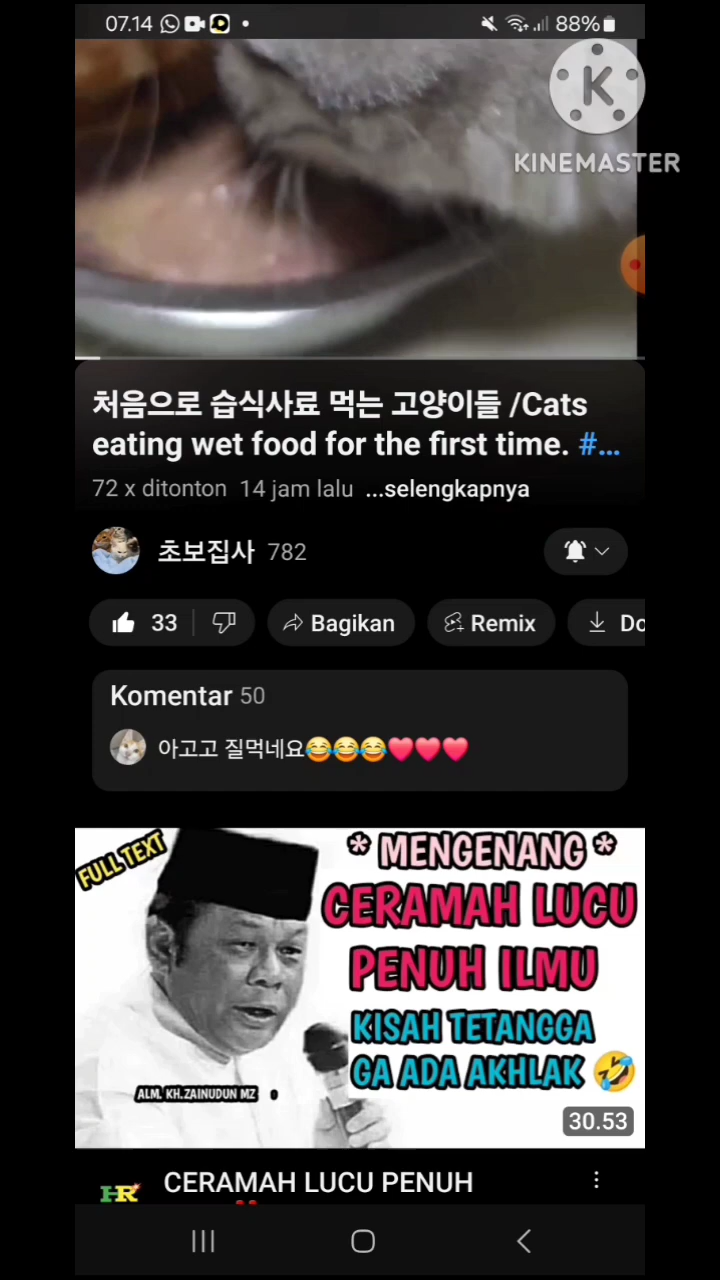 07.14
88%
K
KINEMASTER
처음으로 습식사료 먹는 고양이들 /Cats
eating wet food for the first time. #...
72 x ditonton 14 jam lalu ...selengkapnya
초보집사 782
33 Bagikan Remix Do
Komentar 50
아고고 질먹네요😂😂😂❤️❤️❤️
FULL TEXT
* MENGENANG *
CERAMAH LUCU
PENUH ILMU
KISAH TETANGGA
GA ADA AKHLAK 🤣
ALM. KH.ZAINUDUN MZ
30.53
HR
CERAMAH LUCU PENUH